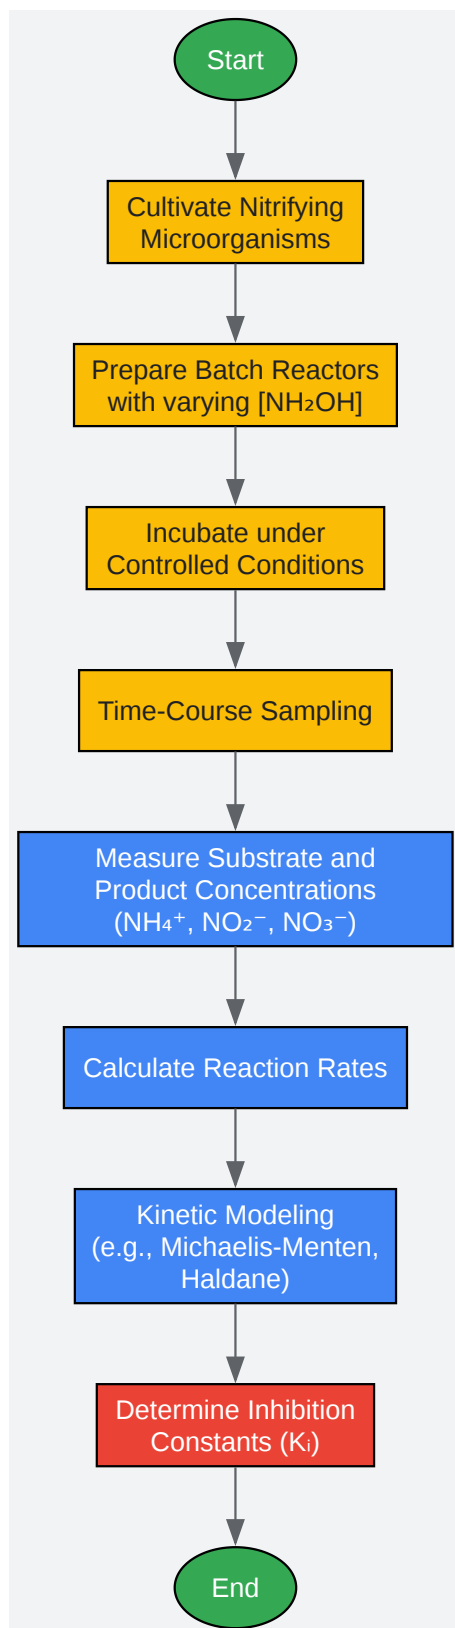 Start
Cultivate Nitrifying
Microorganisms
Prepare Batch Reactors
with varying [NH₂OH]
Incubate under
Controlled Conditions
Time-Course Sampling
Measure Substrate and
Product Concentrations
(NH₄⁺, NO₂⁻, NO₃⁻)
Calculate Reaction Rates
Kinetic Modeling
(e.g., Michaelis-Menten,
Haldane)
Determine Inhibition
Constants (Kᵢ)
End